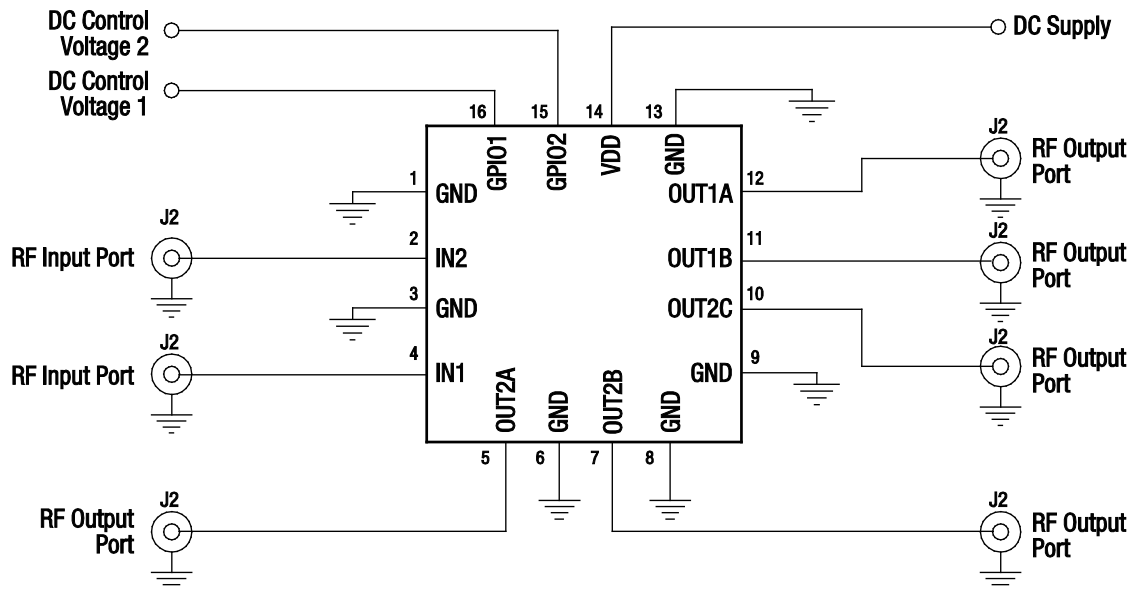 DC Control
Voltage 2
DC Supply
DC Control
Voltage 1
16
15
14
13
GPIO1
GPIO2
VDD
GND
J2
RF Output
Port
1
GND
12
OUT1A
J2
RF Input Port
2
IN2
11
OUT1B
J2
RF Output
Port
3
GND
10
OUT2C
J2
RF Input Port
4
IN1
9
GND
J2
RF Output
Port
OUT2A
GND
OUT2B
GND
5
6
7
8
J2
RF Output
Port
J2
RF Output
Port